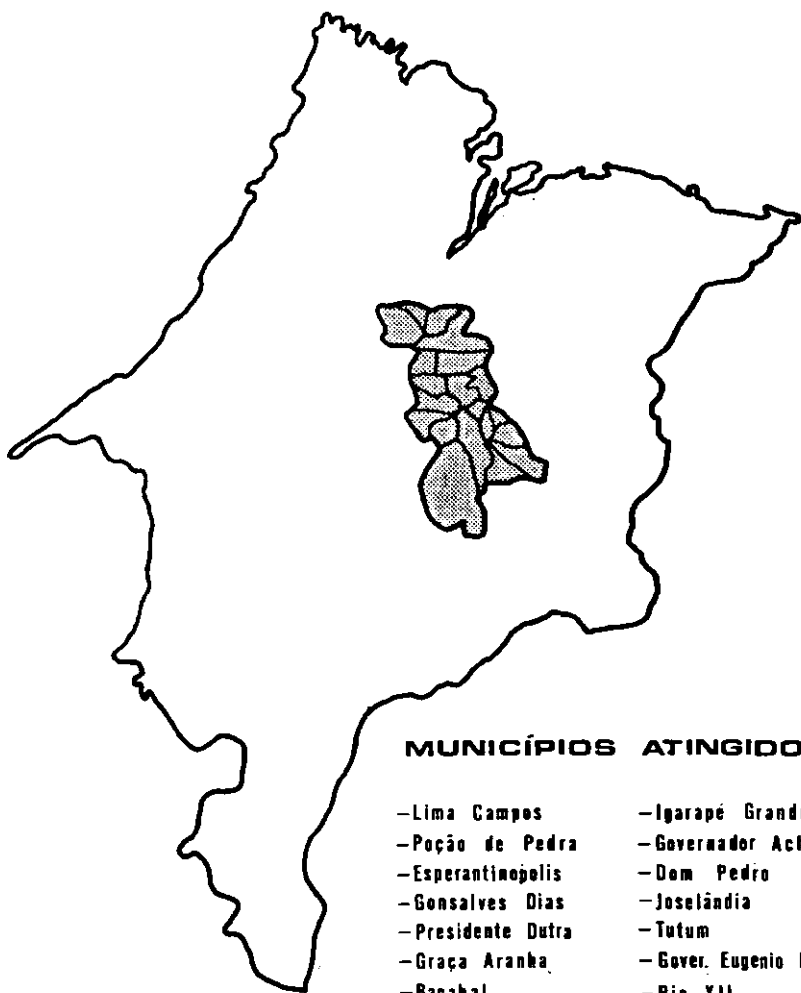 MUNICÍPIOS ATINGIDO
-Lima Campos
-Poção de Pedra
-Esperantinopolis
-Gonsalves Dias
-Presidente Dutra
-Graça Aranha
-Igarapé Grand
-Governador Ac
-Dom Pedro
-Joselândia
-Tutum
-Gover. Eugenio